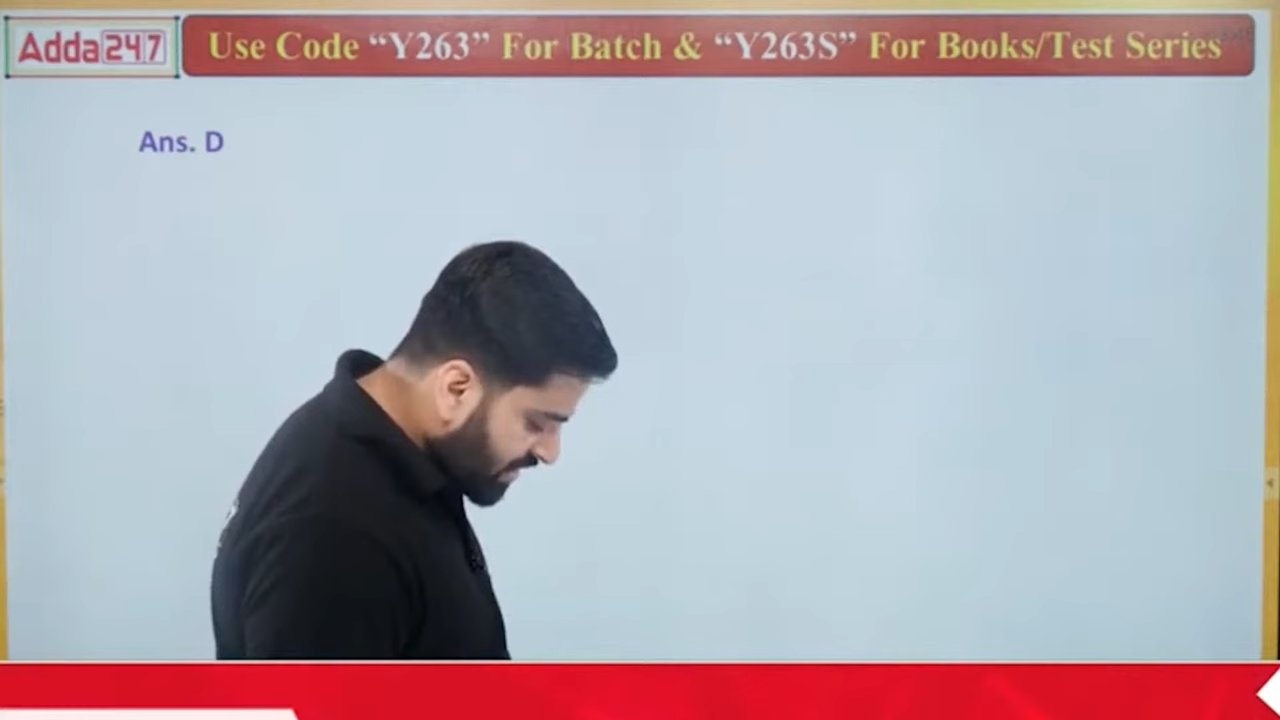 Adda247
Use Code “Y263” For Batch & “Y263S” For Books/Test Series
Ans. D